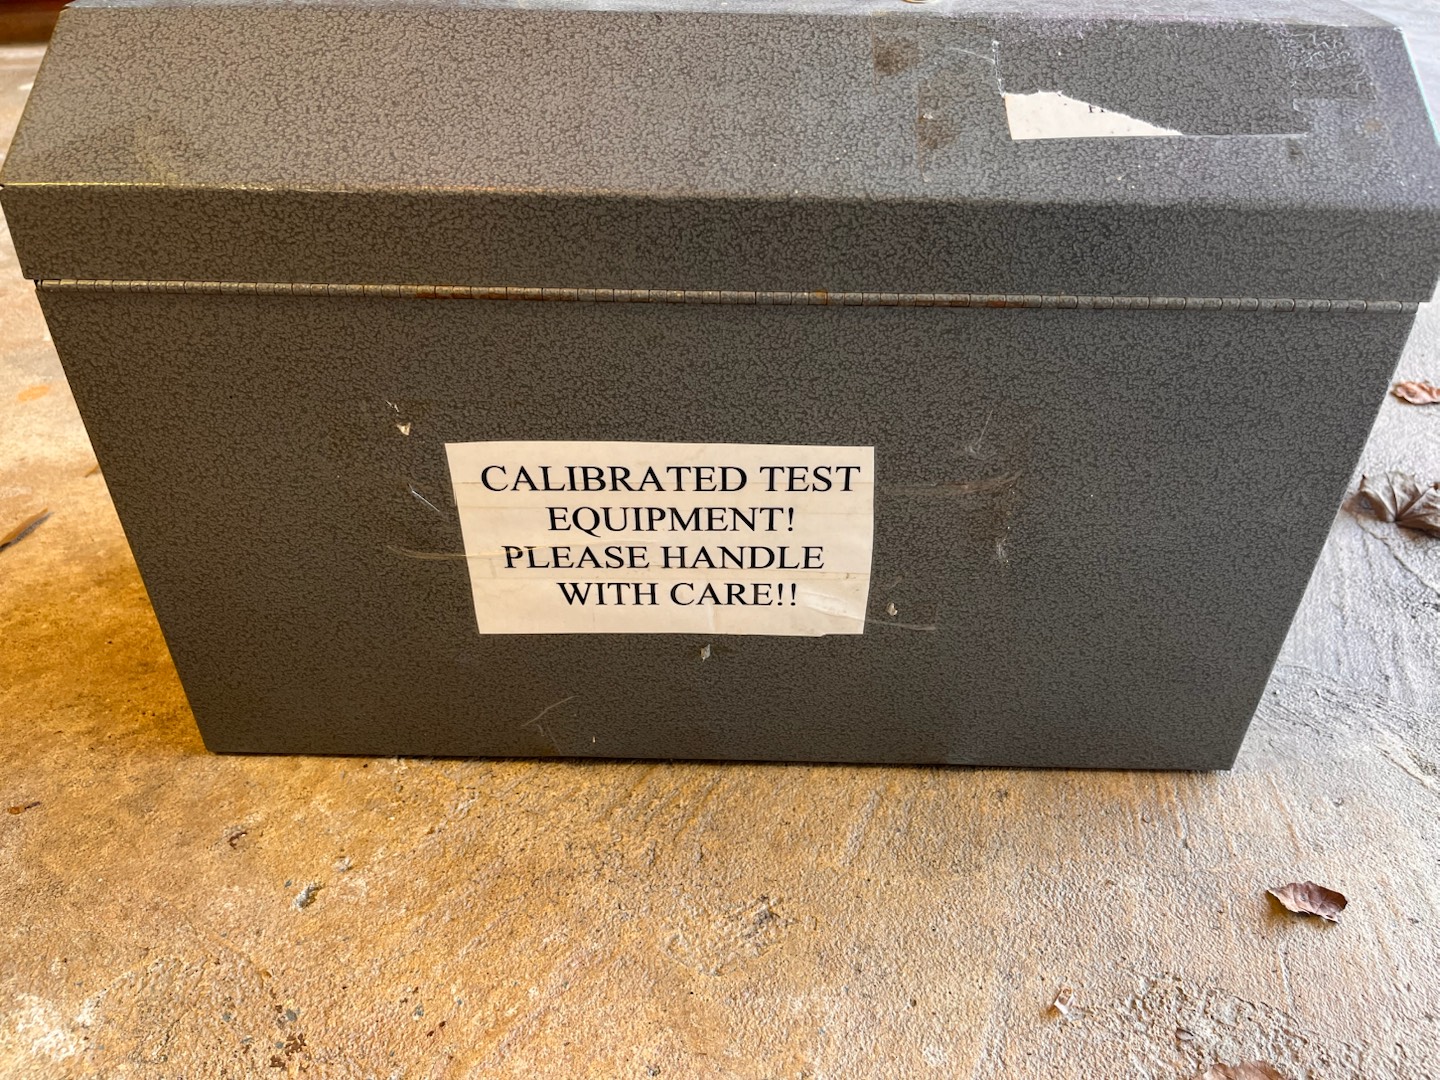 CALIBRATED TEST
EQUIPMENT!
PLEASE HANDLE
WITH CARE!!